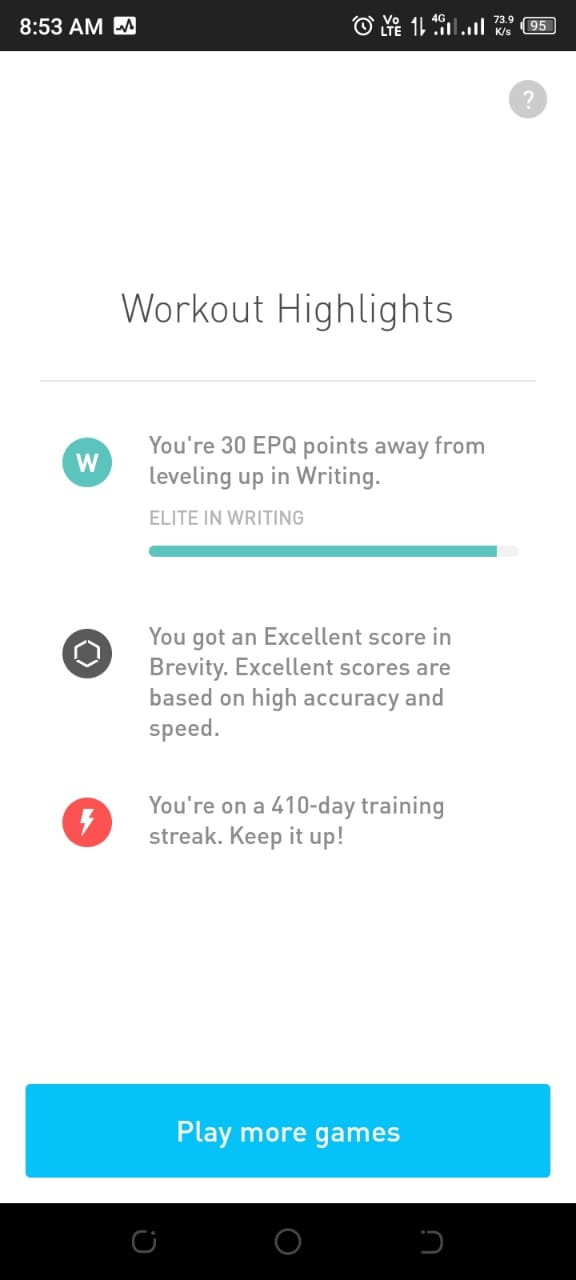 8:53 AM
Vo LTE 4G 73.9 K/s 95
?
Workout Highlights
W
You're 30 EPQ points away from
leveling up in Writing.
ELITE IN WRITING
You got an Excellent score in
Brevity. Excellent scores are
based on high accuracy and
speed.
You're on a 410-day training
streak. Keep it up!
Play more games